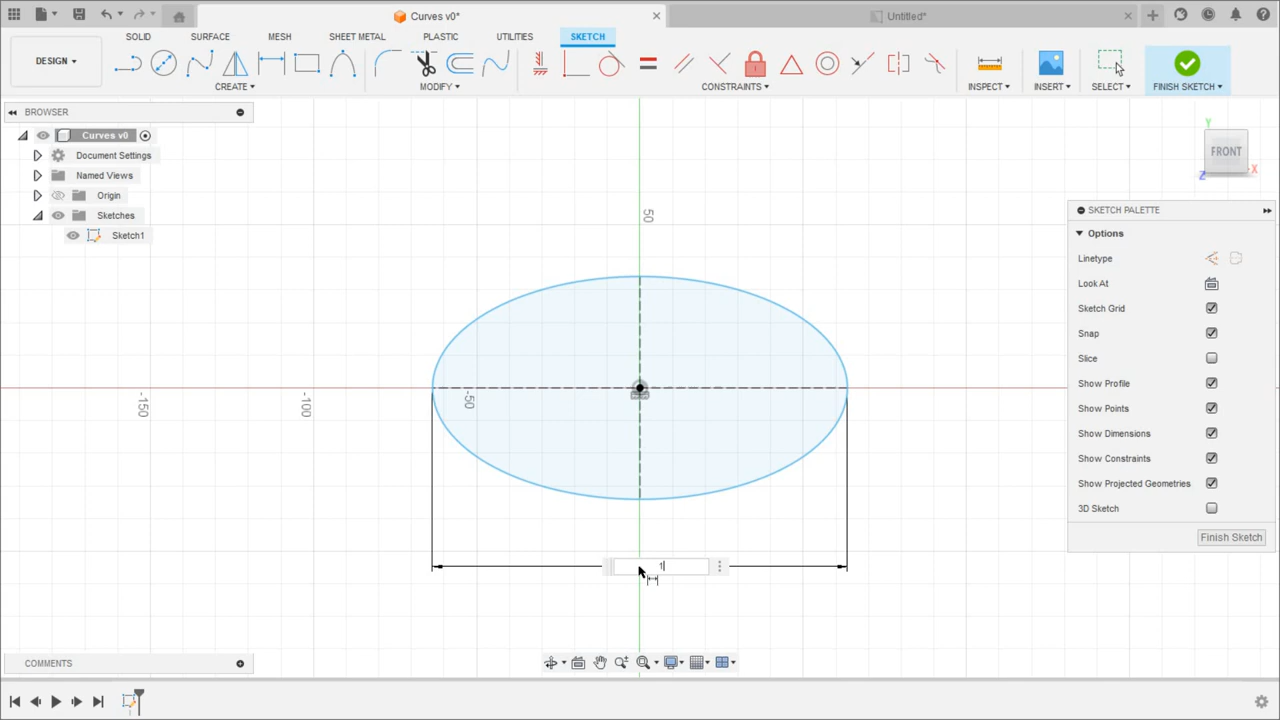 Curves v0*
Untitled*
SOLID SURFACE MESH SHEET METAL PLASTIC UTILITIES SKETCH
DESIGN
CREATE MODIFY CONSTRAINTS INSPECT INSERT SELECT FINISH SKETCH
BROWSER
Curves v0
Document Settings
Named Views
Origin
Sketches
Sketch1
50
-50
-100
-150
1
Y
FRONT
Z
X
SKETCH PALETTE
Options
Linetype
Look At
Sketch Grid
Snap
Slice
Show Profile
Show Points
Show Dimensions
Show Constraints
Show Projected Geometries
3D Sketch
Finish Sketch
COMMENTS